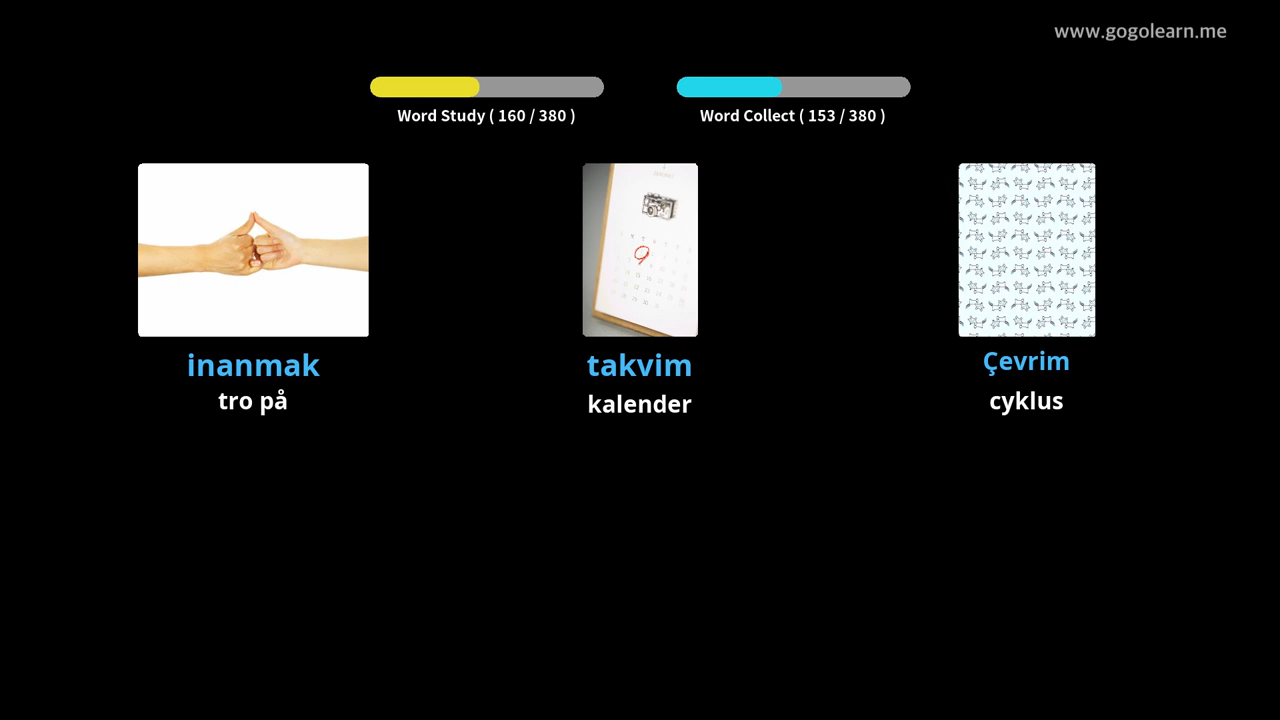 www.gogolearn.me
Word Study ( 160 / 380 )
Word Collect ( 153 / 380 )
inanmak
takvim
Çevrim
tro på
kalender
cyklus